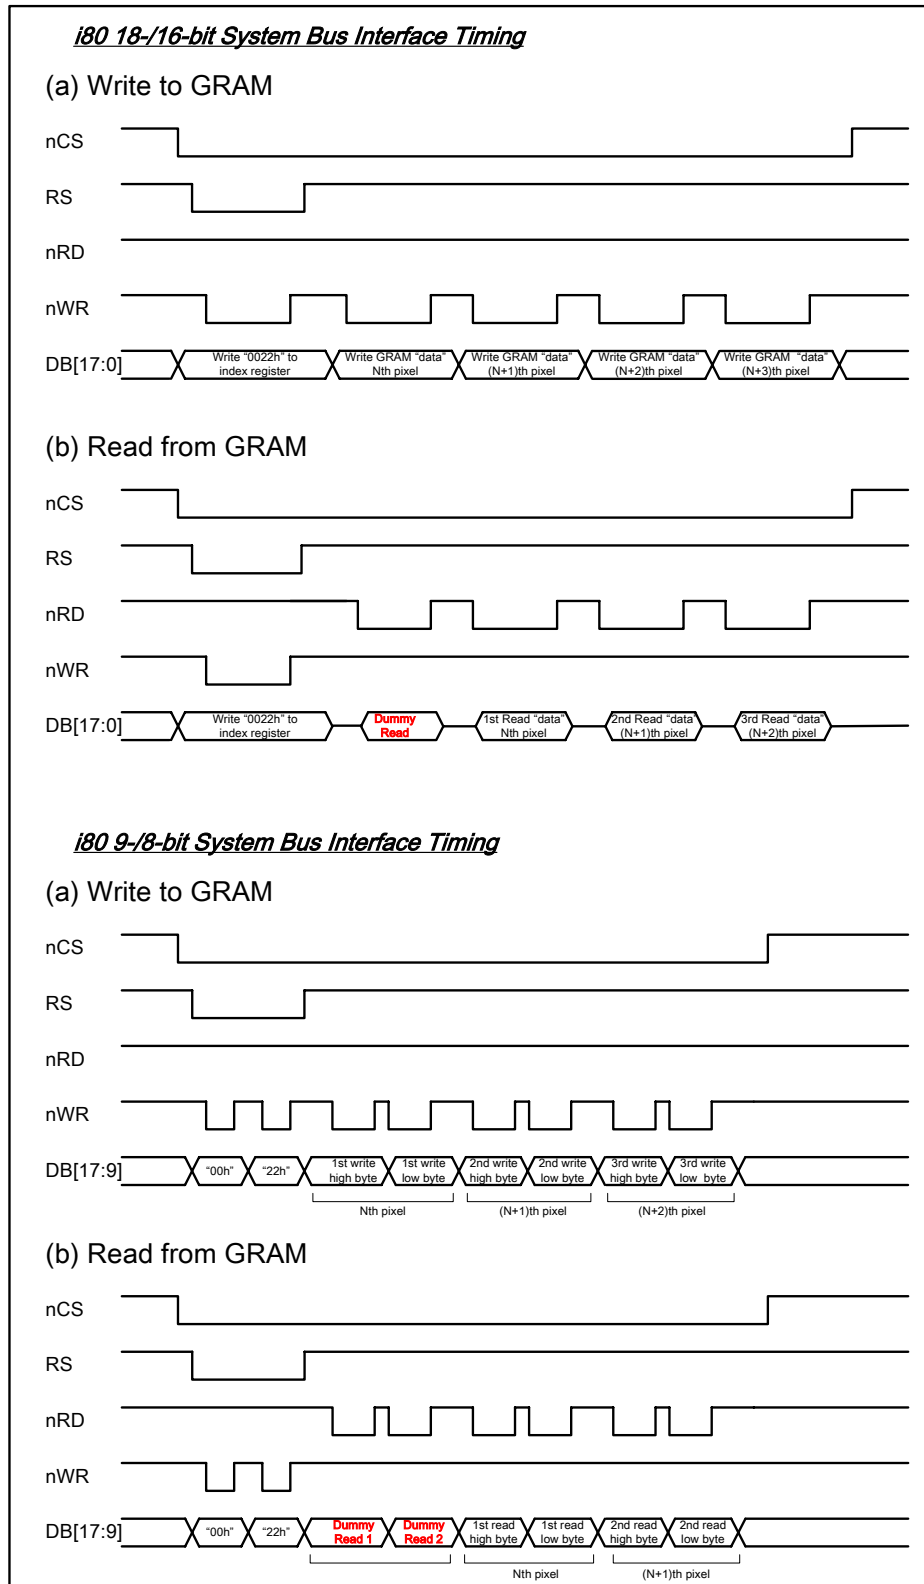 i80 18-/16-bit System Bus Interface Timing
(a) Write to GRAM
nCS
RS
nRD
nWR
DB[17:0]
Write “0022h” to
index register
Write GRAM “data”
Nth pixel
Write GRAM “data”
(N+1)th pixel
Write GRAM “data”
(N+2)th pixel
Write GRAM “data”
(N+3)th pixel
(b) Read from GRAM
nCS
RS
nRD
nWR
DB[17:0]
Write “0022h” to
index register
Dummy
Read
1st Read “data”
Nth pixel
2nd Read “data”
(N+1)th pixel
3rd Read “data”
(N+2)th pixel
i80 9-/8-bit System Bus Interface Timing
(a) Write to GRAM
nCS
RS
nRD
nWR
DB[17:9]
“00h”
“22h”
1st write
high byte
1st write
low byte
2nd write
high byte
2nd write
low byte
3rd write
high byte
3rd write
low byte
Nth pixel
(N+1)th pixel
(N+2)th pixel
(b) Read from GRAM
nCS
RS
nRD
nWR
DB[17:9]
“00h”
“22h”
Dummy
Read 1
Dummy
Read 2
1st read
high byte
1st read
low byte
2nd read
high byte
2nd read
low byte
Nth pixel
(N+1)th pixel